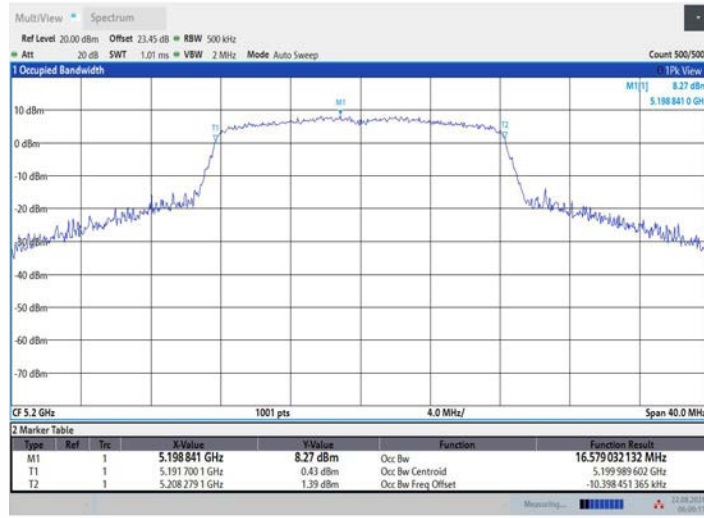 MultiView Spectrum
Ref Level 20.00 dBm Offset 23.45 dB RBW 500 kHz
Att 20 dB SWT 1.01 ms VBW 2 MHz Mode Auto Sweep Count 500/500
1 Occupied Bandwidth 1Pk View
M1[1] 8.27 dBm
5.198 841 0 GH
10 dBm
M1
T1
T2
0 dBm
-10 dBm
-20 dBm
-30 dBm
-40 dBm
-50 dBm
-60 dBm
-70 dBm
CF 5.2 GHz 1001 pts 4.0 MHz/ Span 40.0 MHz
2 Marker Table
Type Ref Trc X-Value Y-Value Function Function Result
M1 1 5.198 841 GHz 8.27 dBm Occ Bw 16.579 032 132 MHz
T1 1 5.191 700 1 GHz 0.43 dBm Occ Bw Centroid 5.199 989 602 GHz
T2 1 5.208 279 1 GHz 1.39 dBm Occ Bw Freq Offset -10.398 451 365 kHz
Measuring...